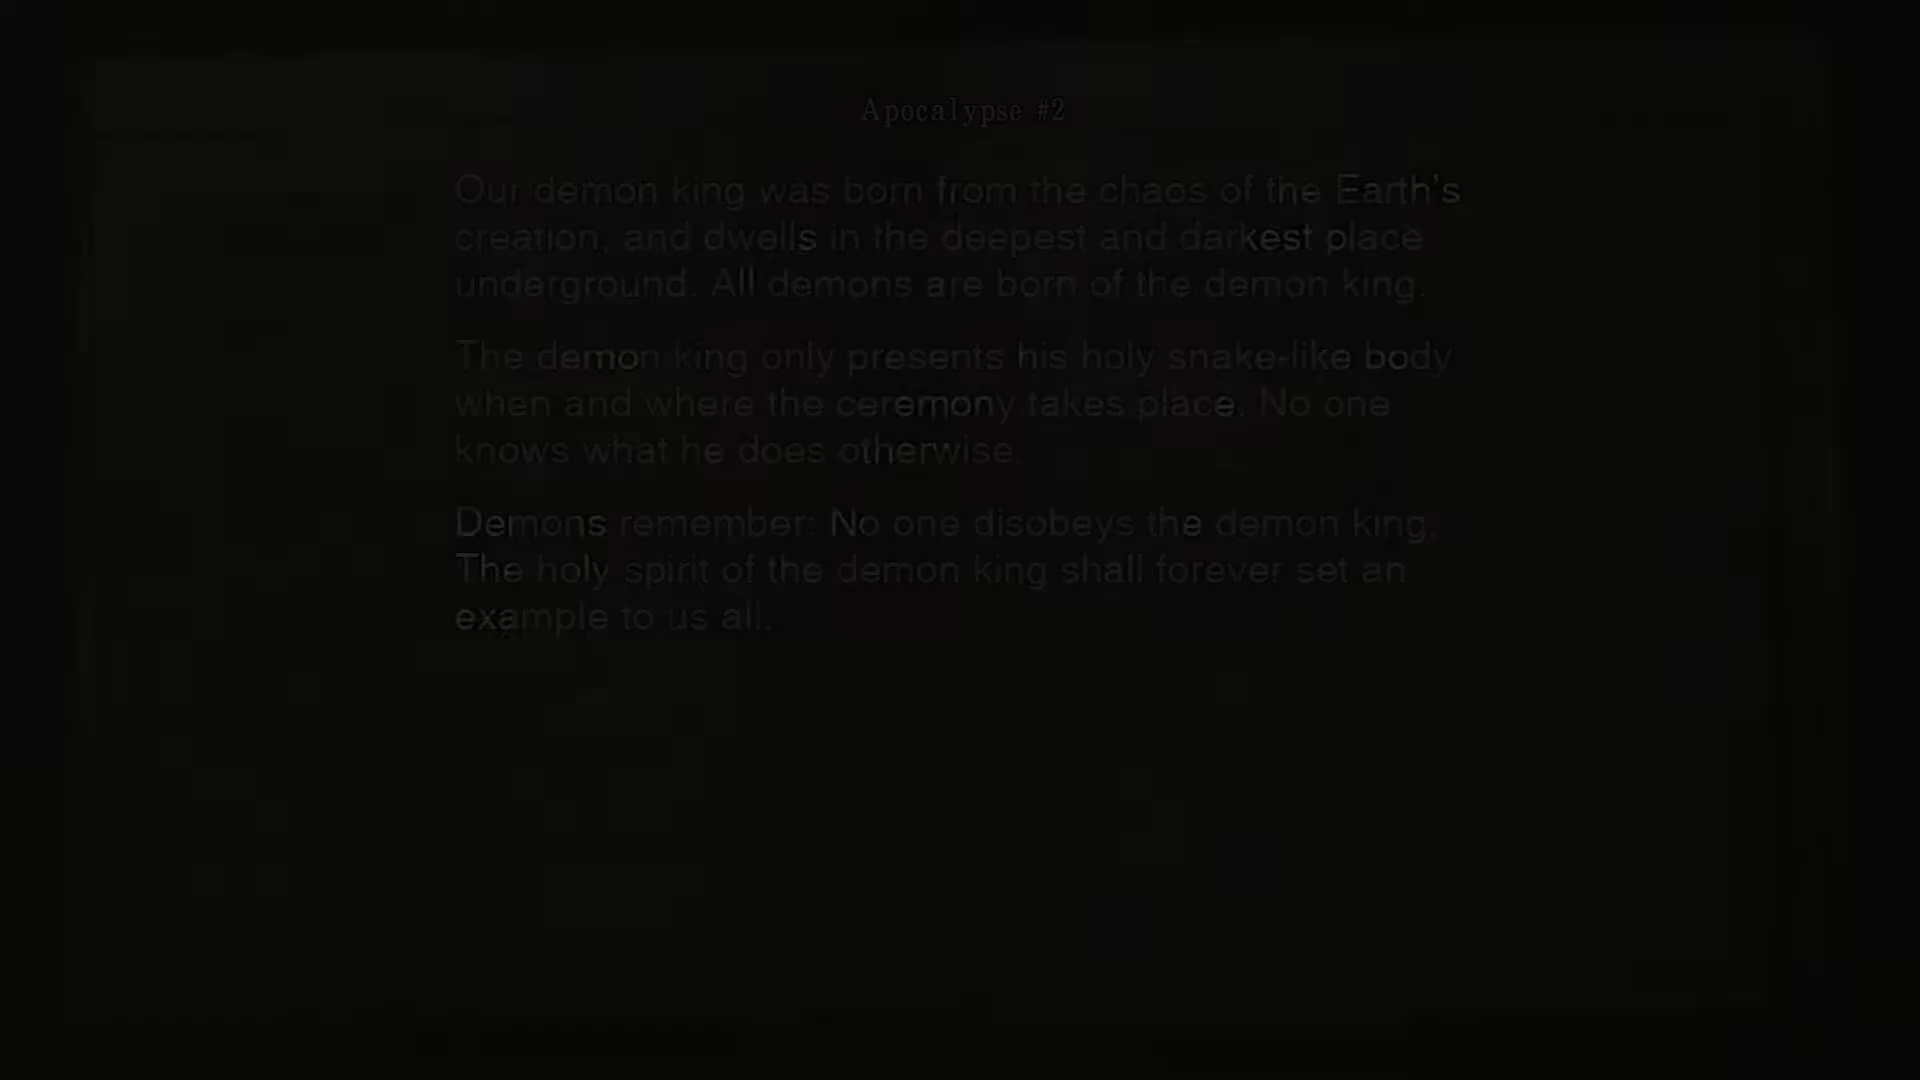 Apocalypse #2
Our demon king was born from the chaos of the Earth's
creation, and dwells in the deepest and darkest place
underground. All demons are born of the demon king.
The demon king only presents his holy snake-like body
when and where the ceremony takes place. No one
knows what he does otherwise.
Demons remember: No one disobeys the demon king.
The holy spirit of the demon king shall forever set an
example to us all.